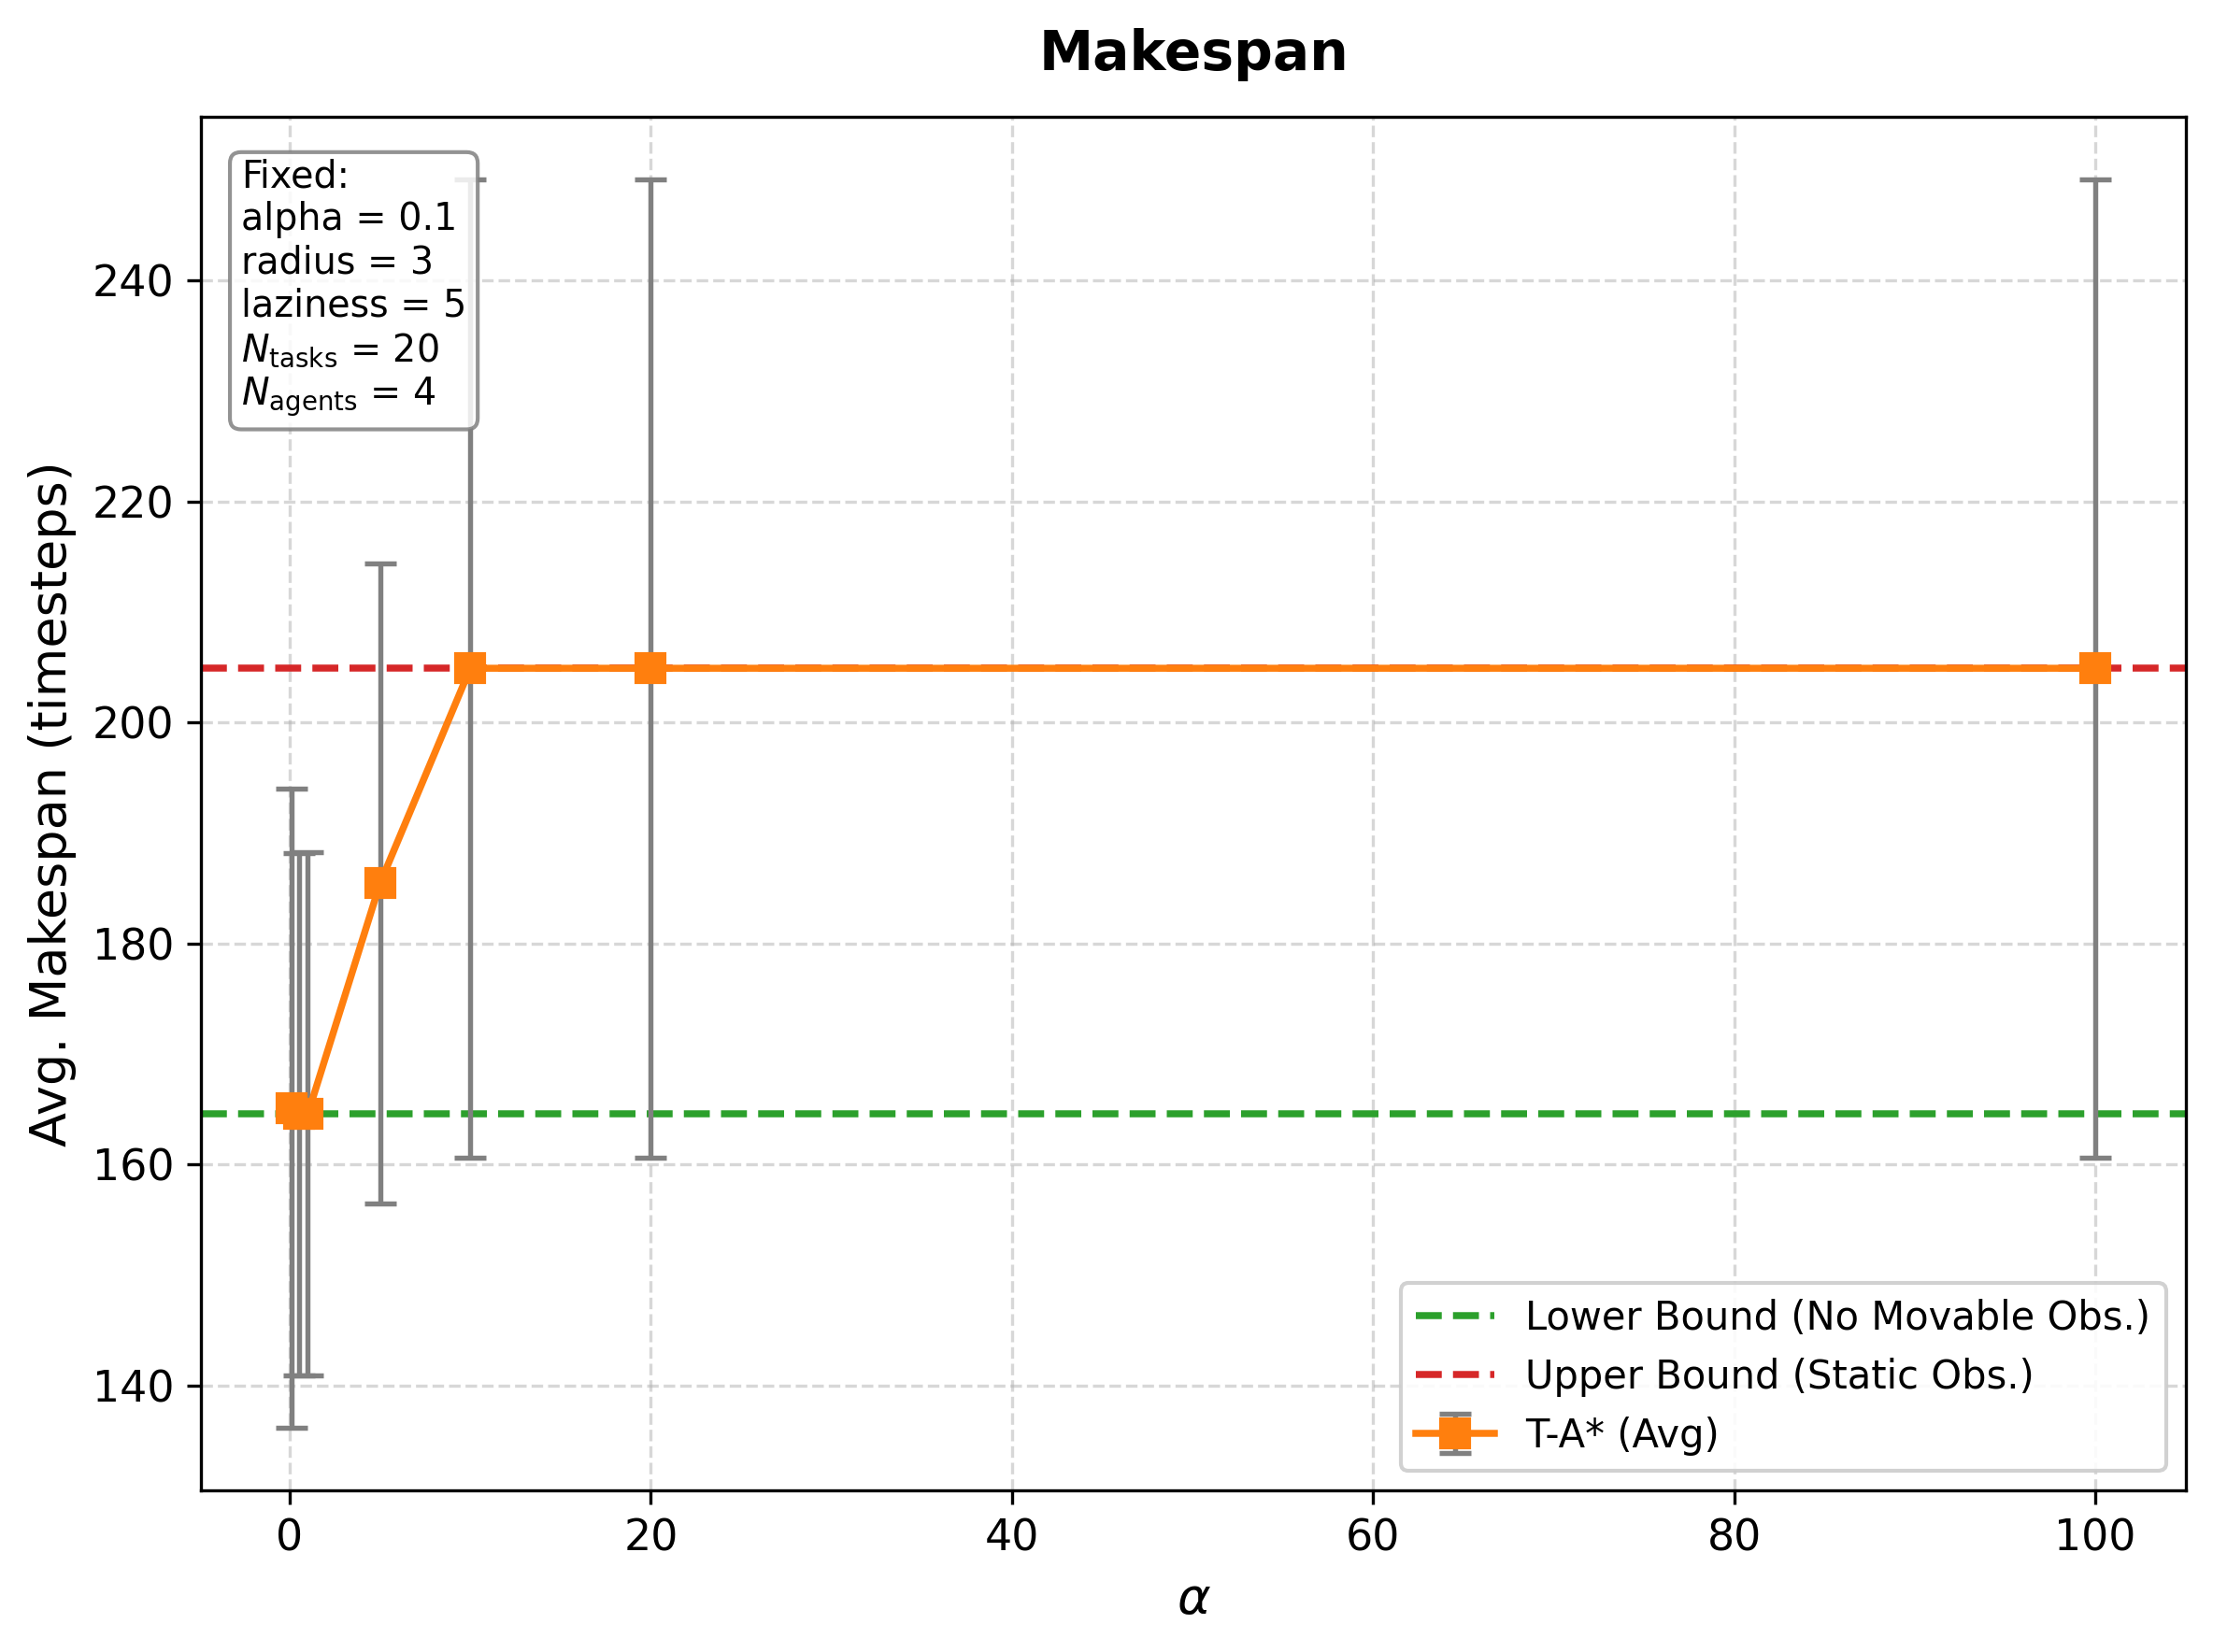 Makespan
Fixed:
alpha = 0.1
radius = 3
laziness = 5
N_tasks = 20
N_agents = 4
Avg. Makespan (timesteps)
240
220
200
180
160
140
0 20 40 60 80 100
α
Lower Bound (No Movable Obs.)
Upper Bound (Static Obs.)
T-A* (Avg)